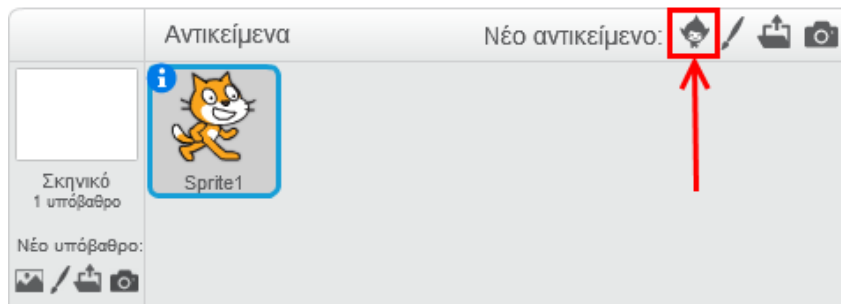 Αντικείμενα
Νέο αντικείμενο:
Sprite1
Σκηνικό
1 υπόβαθρο
Νέο υπόβαθρο: